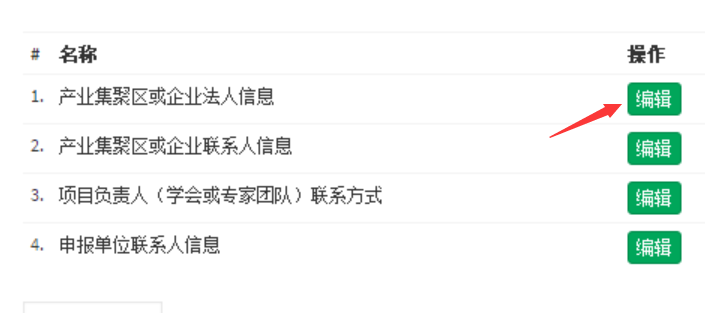 # 名称 操作
1. 产业集聚区或企业法人信息 编辑
2. 产业集聚区或企业联系人信息 编辑
3. 项目负责人（学会或专家团队）联系方式 编辑
4. 申报单位联系人信息 编辑